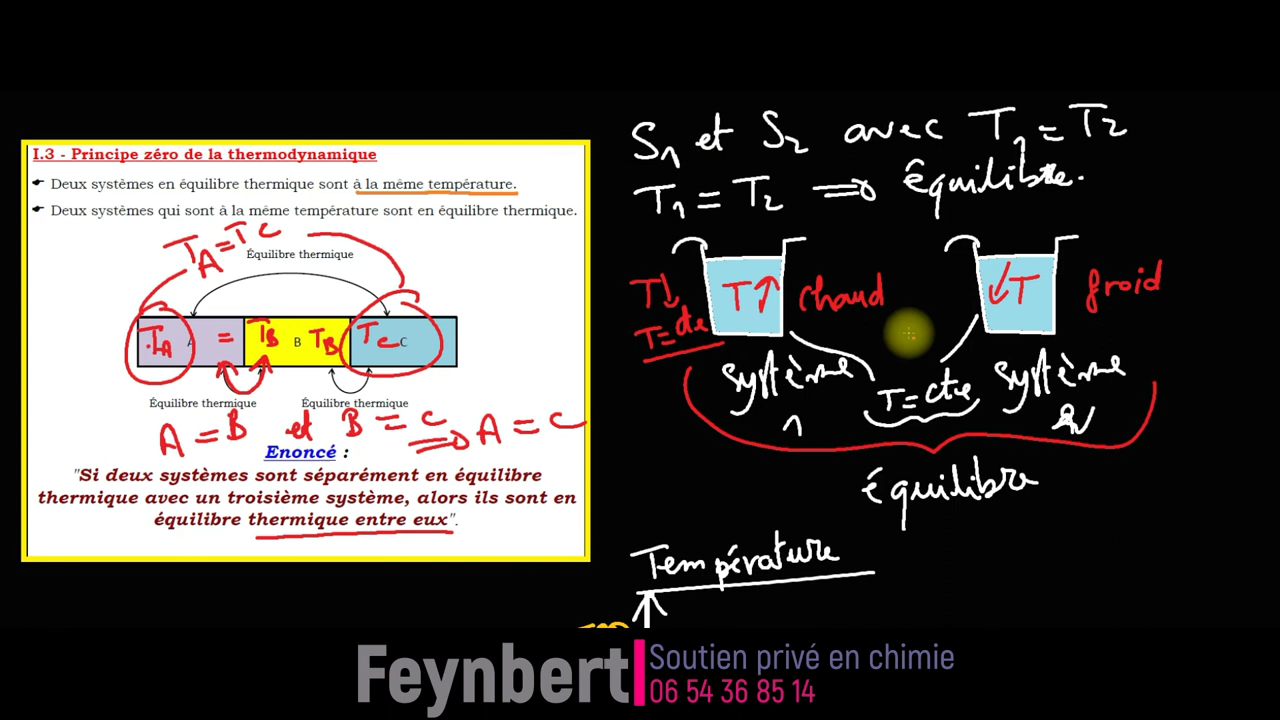 I.3 - Principe zéro de la thermodynamique
Deux systèmes en équilibre thermique sont à la même température.
Deux systèmes qui sont à la même température sont en équilibre thermique.
TA=TC
Équilibre thermique
TA A = TB B TB TC C
Équilibre thermique Équilibre thermique
A = B et B = C ⇒ A = C
Enoncé :
"Si deux systèmes sont séparément en équilibre
thermique avec un troisième système, alors ils sont en
équilibre thermique entre eux".
S1 et S2 avec T1 = T2
T1 = T2 ⇒ équilibre.
T↓ T↑ chaud ↓T froid
T=cte
Système T=cte Système
1 2
Équilibre
Température
Feynbert
Soutien privé en chimie
06 54 36 85 14